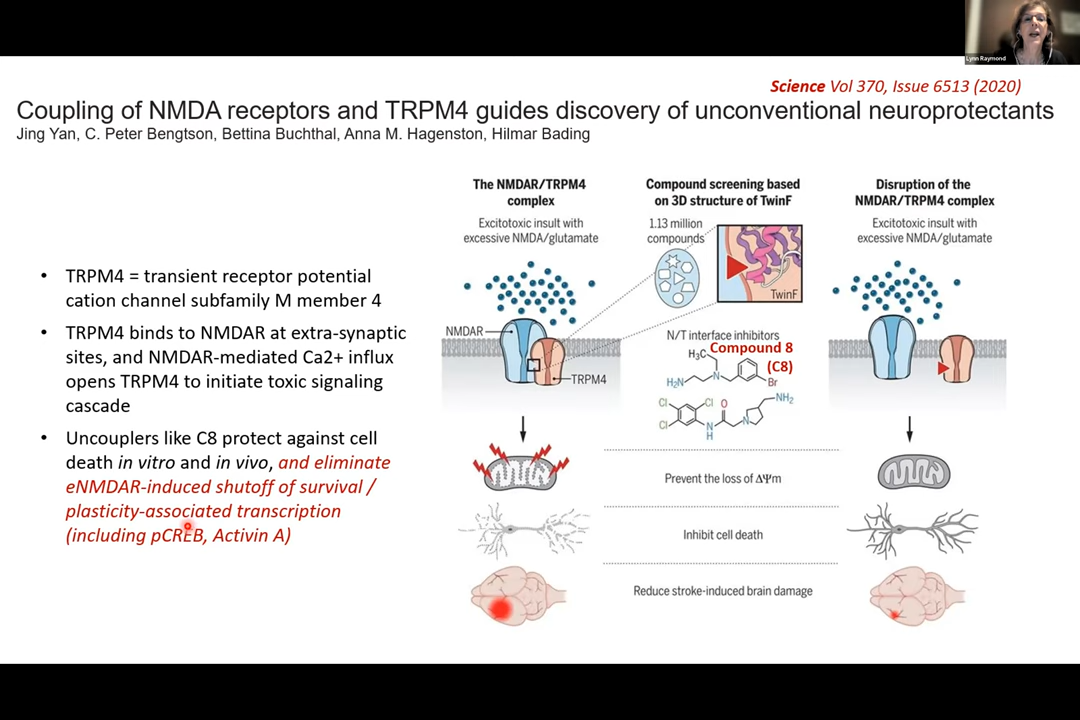 Lynn Raymond
Science Vol 370, Issue 6513 (2020)
Coupling of NMDA receptors and TRPM4 guides discovery of unconventional neuroprotectants
Jing Yan, C. Peter Bengtson, Bettina Buchthal, Anna M. Hagenston, Hilmar Bading
• TRPM4 = transient receptor potential
cation channel subfamily M member 4
• TRPM4 binds to NMDAR at extra-synaptic
sites, and NMDAR-mediated Ca2+ influx
opens TRPM4 to initiate toxic signaling
cascade
• Uncouplers like C8 protect against cell
death in vitro and in vivo, and eliminate
eNMDAR-induced shutoff of survival /
plasticity-associated transcription
(including pCREB, Activin A)
The NMDAR/TRPM4
complex
Excitotoxic insult with
excessive NMDA/glutamate
NMDAR
TRPM4
Compound screening based
on 3D structure of TwinF
1.13 million
compounds
TwinF
N/T interface inhibitors
Compound 8
(C8)
H₃C
H₂N
N
Br
Cl
Cl
O
NH₂
Cl
N
H
N
Disruption of the
NMDAR/TRPM4 complex
Excitotoxic insult with
excessive NMDA/glutamate
Prevent the loss of ΔΨm
Inhibit cell death
Reduce stroke-induced brain damage